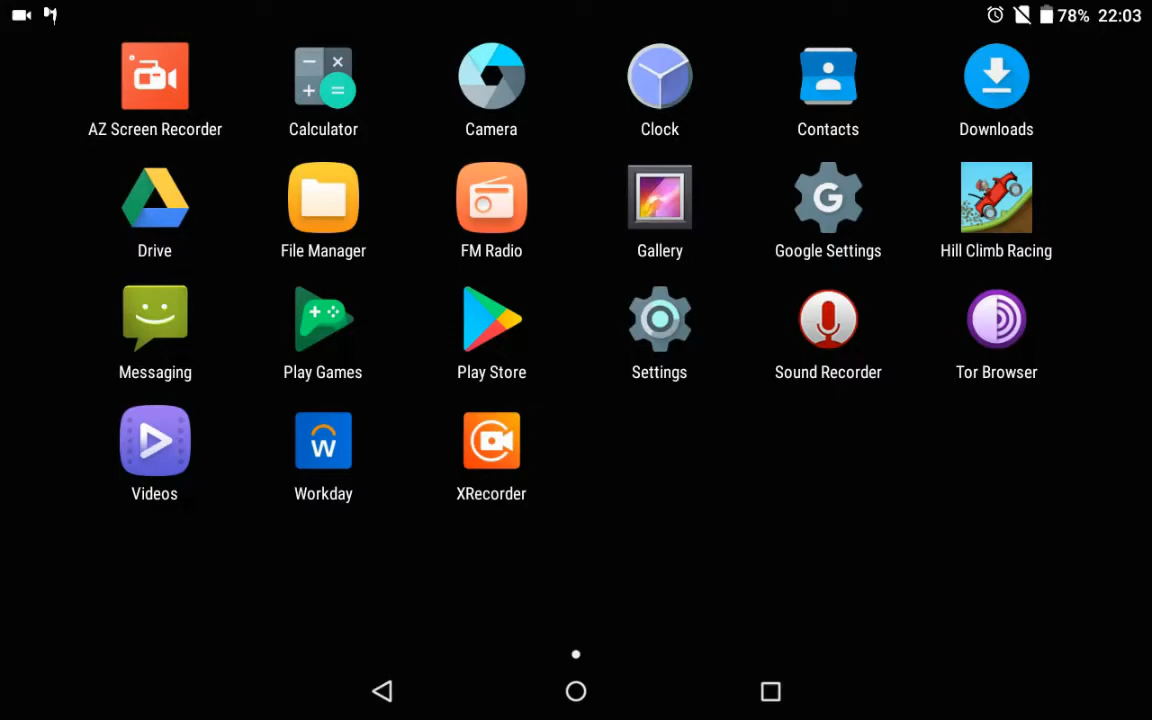 78% 22:03
AZ Screen Recorder Calculator Camera Clock Contacts Downloads
G
Drive File Manager FM Radio Gallery Google Settings Hill Climb Racing
Messaging Play Games Play Store Settings Sound Recorder Tor Browser
w
Videos Workday XRecorder